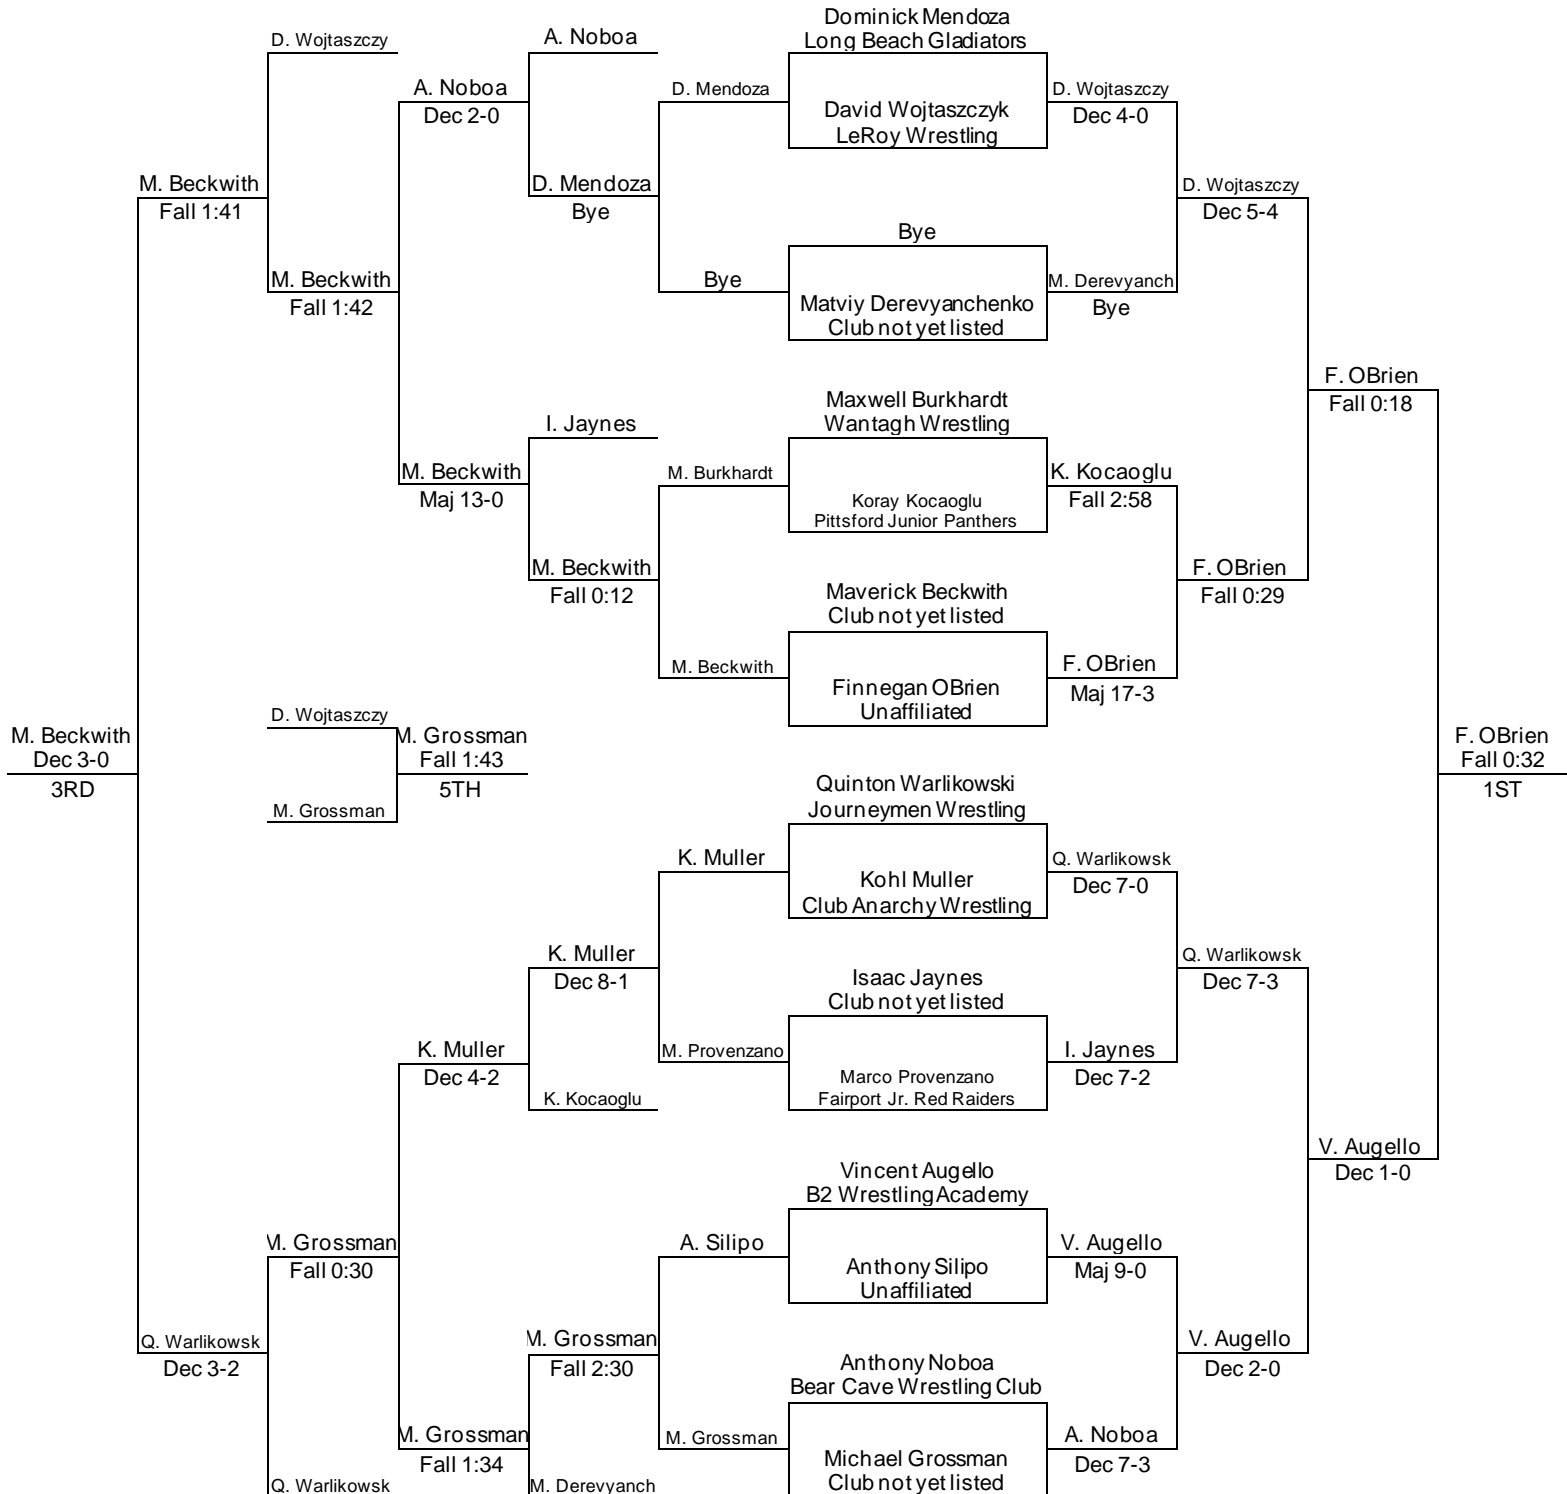 Dominick Mendoza
Long Beach Gladiators
D. Wojtaszczy
A. Noboa
A. Noboa
Dec 2-0
D. Mendoza
David Wojtaszczyk
LeRoy Wrestling
D. Wojtaszczy
Dec 4-0
M. Beckwith
Fall 1:41
D. Mendoza
Bye
D. Wojtaszczy
Dec 5-4
Bye
M. Beckwith
Fall 1:42
Bye
Matviy Derevyanchenko
Club not yet listed
M. Derevyanch
Bye
F. OBrien
Fall 0:18
Maxwell Burkhardt
Wantagh Wrestling
I. Jaynes
M. Beckwith
Maj 13-0
M. Burkhardt
Koray Kocaoglu
Pittsford Junior Panthers
K. Kocaoglu
Fall 2:58
M. Beckwith
Fall 0:12
Maverick Beckwith
Club not yet listed
F. OBrien
Fall 0:29
M. Beckwith
Finnegan OBrien
Unaffiliated
F. OBrien
Maj 17-3
D. Wojtaszczy
M. Beckwith
Dec 3-0
3RD
M. Grossman
Fall 1:43
5TH
F. OBrien
Fall 0:32
1ST
M. Grossman
Quinton Warlikowski
Journeymen Wrestling
K. Muller
Kohl Muller
Club Anarchy Wrestling
Q. Warlikowsk
Dec 7-0
K. Muller
Dec 8-1
Isaac Jaynes
Club not yet listed
Q. Warlikowsk
Dec 7-3
K. Muller
Dec 4-2
M. Provenzano
Marco Provenzano
Fairport Jr. Red Raiders
I. Jaynes
Dec 7-2
K. Kocaoglu
V. Augello
Dec 1-0
Vincent Augello
B2 Wrestling Academy
M. Grossman
Fall 0:30
A. Silipo
Anthony Silipo
Unaffiliated
V. Augello
Maj 9-0
Q. Warlikowsk
Dec 3-2
M. Grossman
Fall 2:30
Anthony Noboa
Bear Cave Wrestling Club
V. Augello
Dec 2-0
M. Grossman
Fall 1:34
M. Grossman
Michael Grossman
Club not yet listed
A. Noboa
Dec 7-3
Q. Warlikowsk
M. Derevyanch